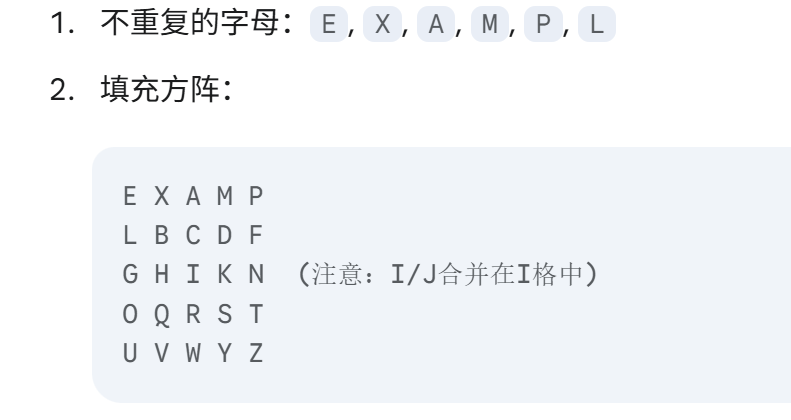 1. 不重复的字母：E, X, A, M, P, L
2. 填充方阵：
E X A M P
L B C D F
G H I K N (注意：I/J合并在I格中)
O Q R S T
U V W Y Z